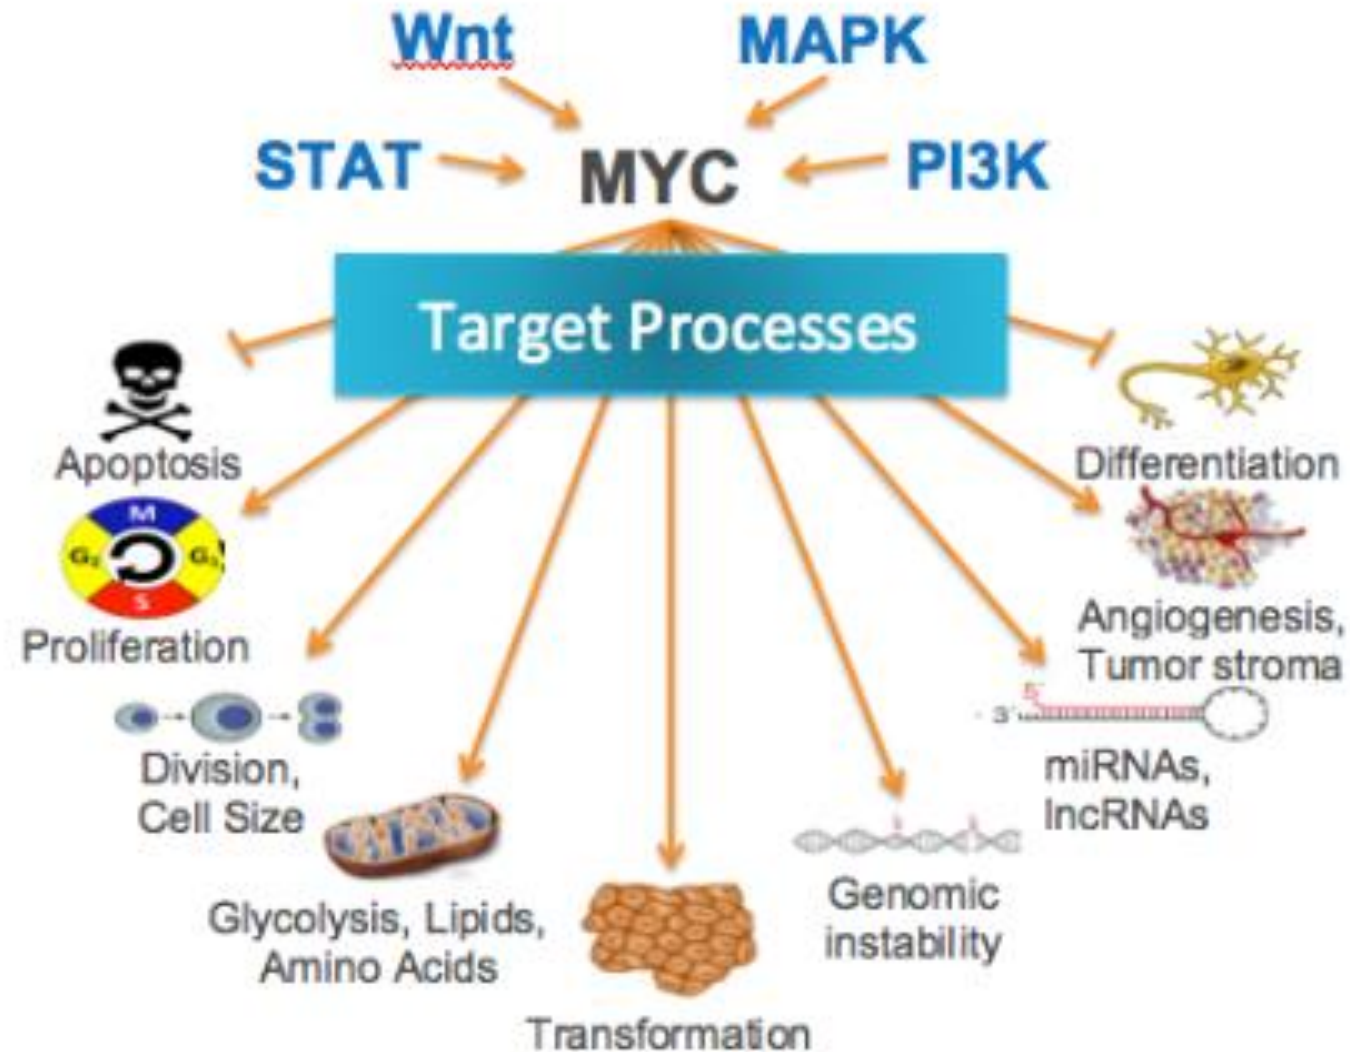 Wnt
MAPK
STAT
MYC
PI3K
Target Processes
Apoptosis
Differentiation
M
G₂
G₁
S
Proliferation
Angiogenesis,
Tumor stroma
5'
3'
Division,
Cell Size
miRNAs,
lncRNAs
Glycolysis, Lipids,
Amino Acids
Genomic
instability
Transformation